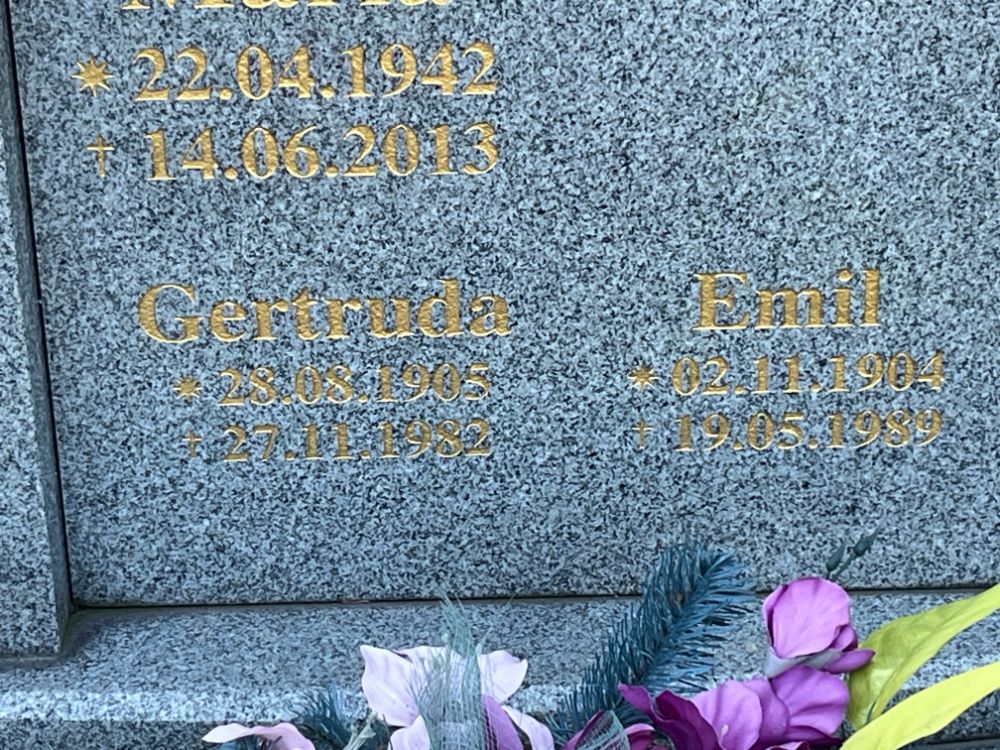 Maria
✴ 22.04.1942
† 14.06.2013
Gertruda
✴ 28.08.1905
† 27.11.1982
Emil
✴ 02.11.1904
† 19.05.1989